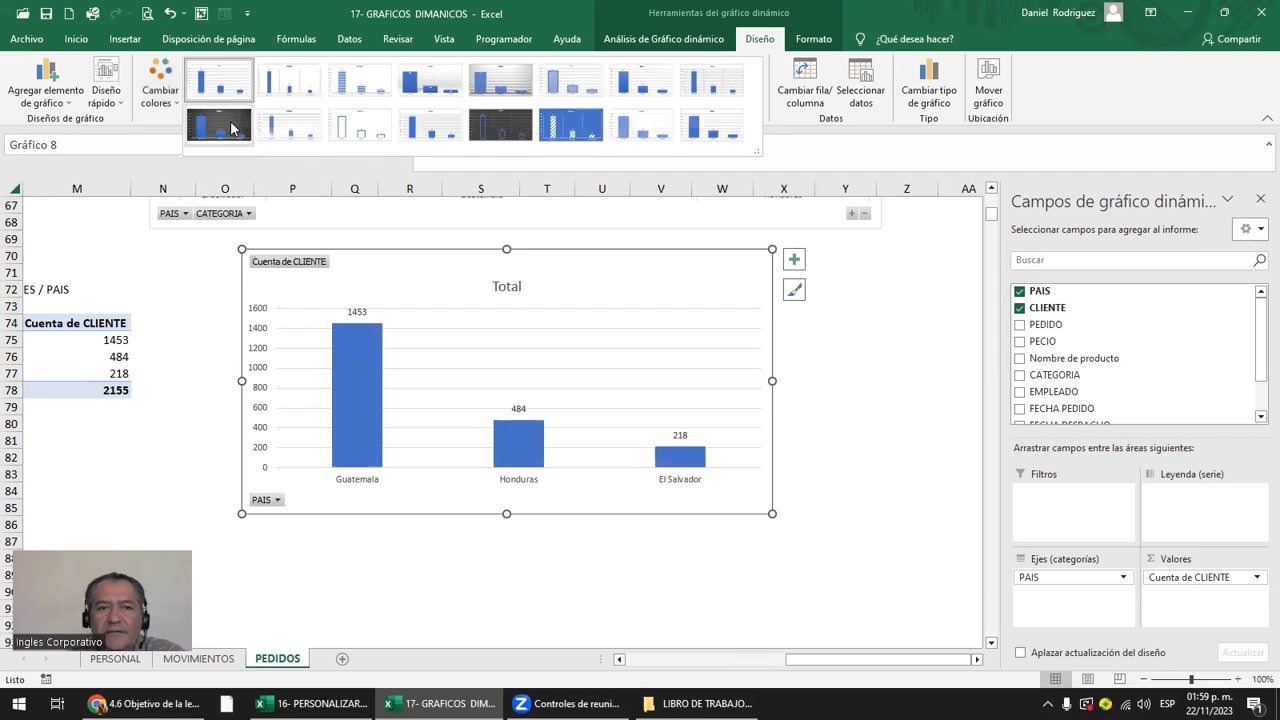 17- GRAFICOS DIMANICOS - Excel
Herramientas del gráfico dinámico
Daniel Rodriguez
Archivo Inicio Insertar Disposición de página Fórmulas Datos Revisar Vista Programador Ayuda Análisis de Gráfico dinámico Diseño Formato ¿Qué desea hacer? Compartir
Agregar elemento de gráfico
Diseño rápido
Cambiar colores
Cambiar fila/ columna
Seleccionar datos
Cambiar tipo de gráfico
Mover gráfico
Diseños de gráfico
Datos
Tipo
Ubicación
Gráfico 8
M N O P Q R S T U V W X Y Z AA
67
68
69
70
71
72 ES / PAIS
73
74 Cuenta de CLIENTE
75 1453
76 484
77 218
78 2155
79
80
81
82
83
84
85
86
87
PAIS CATEGORIA
Cuenta de CLIENTE
Total
1600
1400
1200
1000
800
600
400
200
0
1453
484
218
Guatemala Honduras El Salvador
PAIS
Campos de gráfico dinámi...
Seleccionar campos para agregar al informe:
Buscar
PAIS
CLIENTE
PEDIDO
PECIO
Nombre de producto
CATEGORIA
EMPLEADO
FECHA PEDIDO
FECHA DESPACHO
Arrastrar campos entre las áreas siguientes:
Filtros
Leyenda (serie)
Ejes (categorías)
Valores
PAIS
Cuenta de CLIENTE
Aplazar actualización del diseño
Actualizar
Ingles Corporativo
PERSONAL MOVIMIENTOS PEDIDOS
Listo
100%
4.6 Objetivo de la le...
16- PERSONALIZAR...
17- GRAFICOS DIM...
Controles de reuni...
LIBRO DE TRABAJO...
ESP
01:59 p. m.
22/11/2023